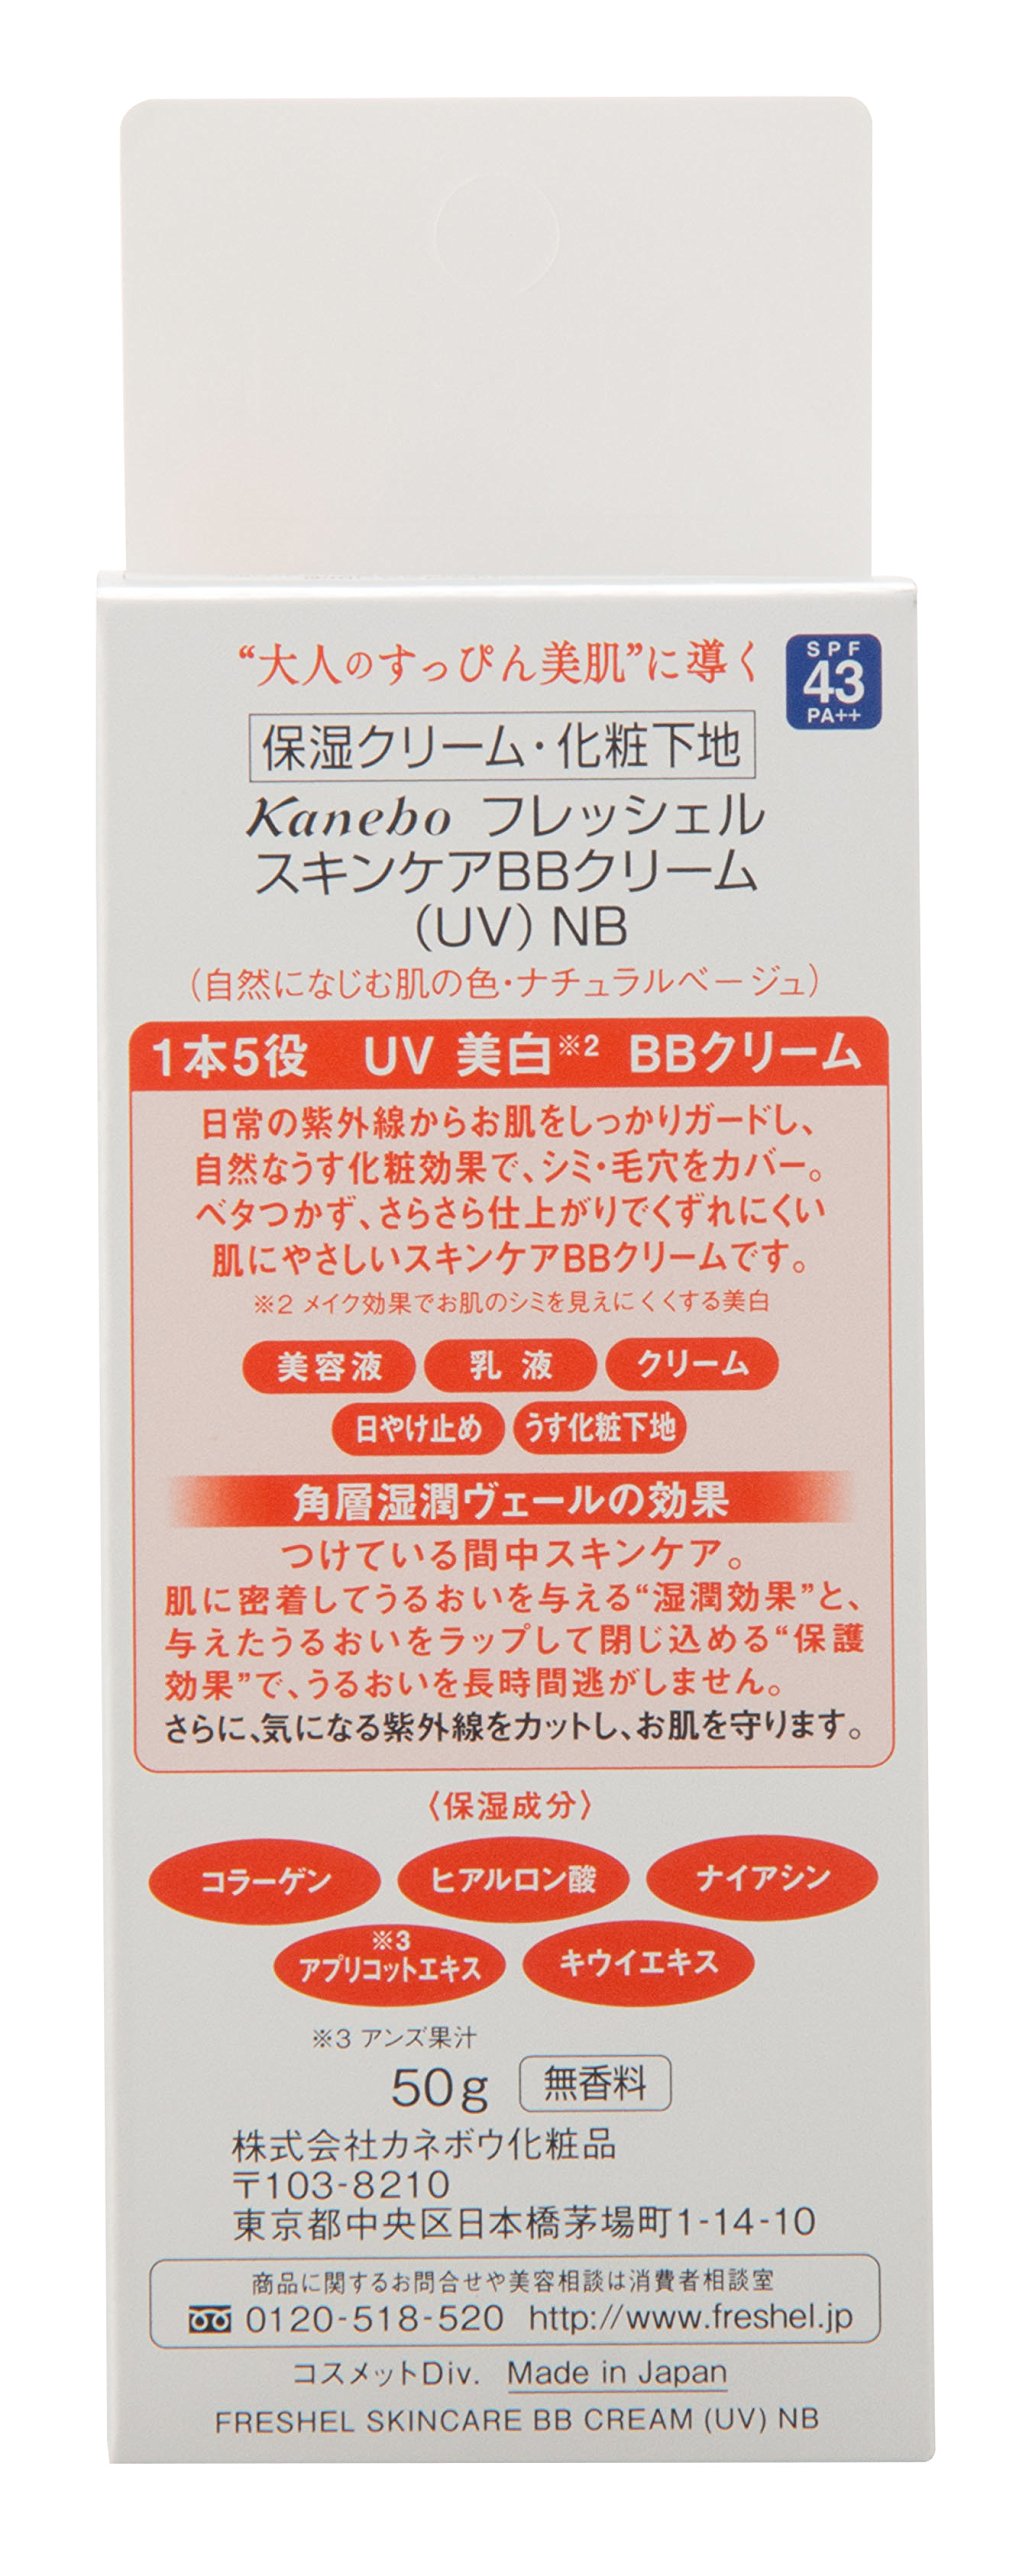 “大人のすっぴん美肌”に導く
SPF
43
PA++
保湿クリーム・化粧下地
Kanebo フレッシェル
スキンケアBBクリーム
(UV) NB
(自然になじむ肌の色・ナチュラルベージュ)
1本5役 UV 美白※2 BBクリーム
日常の紫外線からお肌をしっかりガードし、
自然なうす化粧効果で、シミ・毛穴をカバー。
ベタつかず、さらさら仕上がりでくずれにくい
肌にやさしいスキンケアBBクリームです。
※2 メイク効果でお肌のシミを見えにくくする美白
美容液 乳液 クリーム
日やけ止め うす化粧下地
角層湿潤ヴェールの効果
つけている間中スキンケア。
肌に密着してうるおいを与える“湿潤効果”と、
与えたうるおいをラップして閉じ込める“保護
効果”で、うるおいを長時間逃がしません。
さらに、気になる紫外線をカットし、お肌を守ります。
〈保湿成分〉
コラーゲン ヒアルロン酸 ナイアシン
※3
アプリコットエキス キウイエキス
※3 アンズ果汁
50g 無香料
株式会社カネボウ化粧品
〒103-8210
東京都中央区日本橋茅場町1-14-10
商品に関するお問合せや美容相談は消費者相談室
0120-518-520 http://www.freshel.jp
コスメットDiv. Made in Japan
FRESHEL SKINCARE BB CREAM (UV) NB